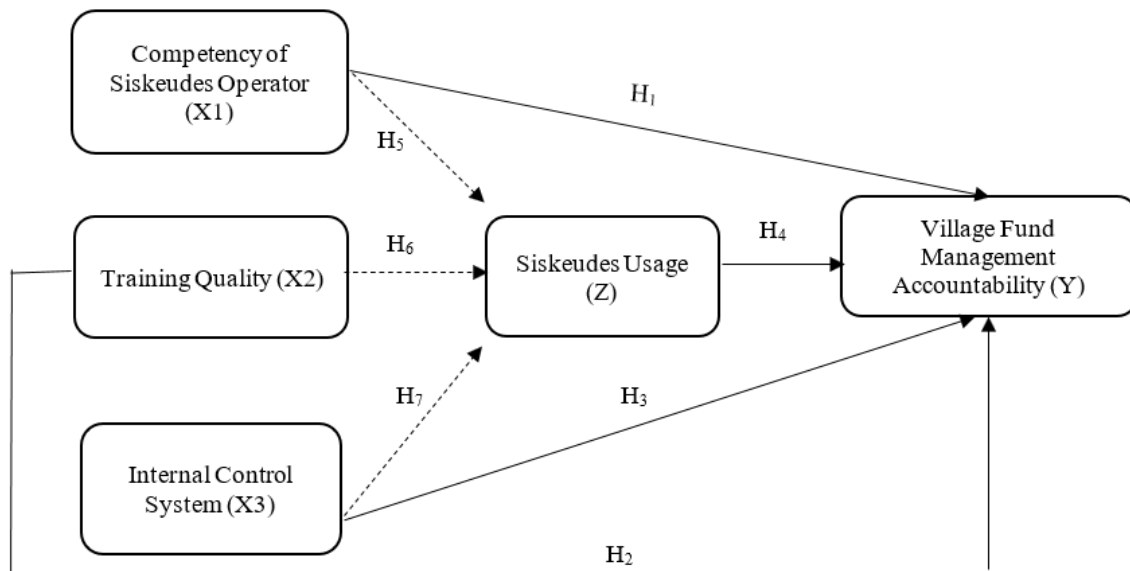 Competency of
Siskeudes Operator
(X1)
H1
H5
Training Quality (X2)
H6
Siskeudes Usage
(Z)
H4
Village Fund
Management
Accountability (Y)
H7
H3
Internal Control
System (X3)
H2